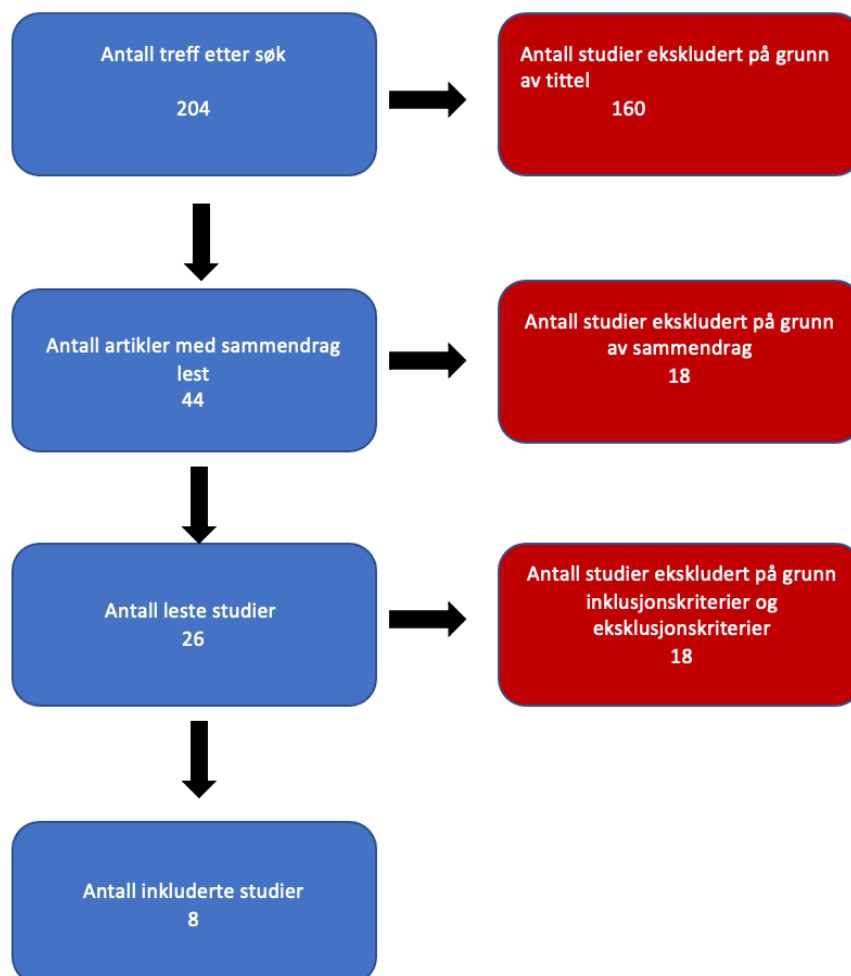 Antall treff etter søk
204
Antall studier ekskludert på grunn
av tittel
160
Antall artikler med sammendrag
lest
44
Antall studier ekskludert på grunn
av sammendrag
18
Antall leste studier
26
Antall studier ekskludert på grunn
inklusjonskriterier og
eksklusjonskriterier
18
Antall inkluderte studier
8